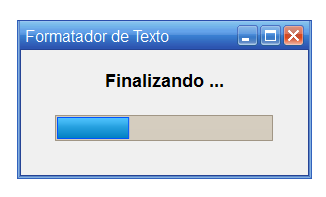 Formatador de Texto
Finalizando ...